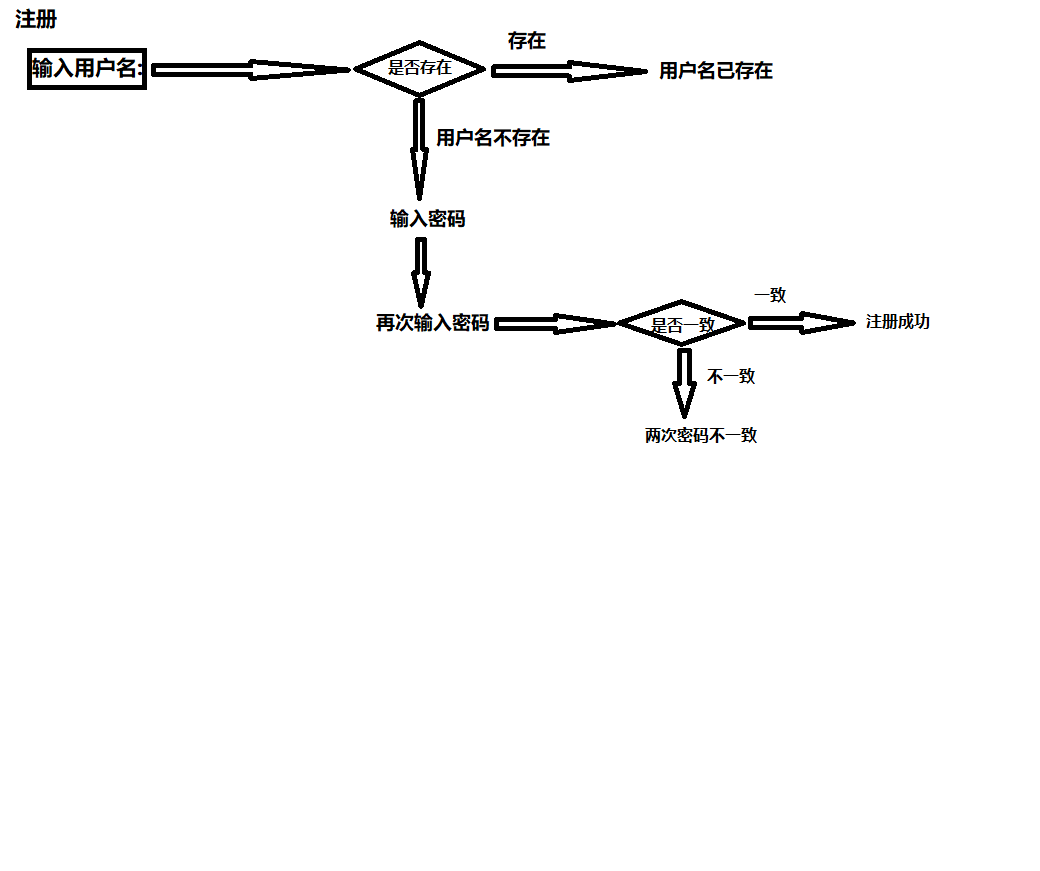 注册
输入用户名:
是否存在
存在
用户名已存在
用户名不存在
输入密码
再次输入密码
是否一致
一致
注册成功
不一致
两次密码不一致